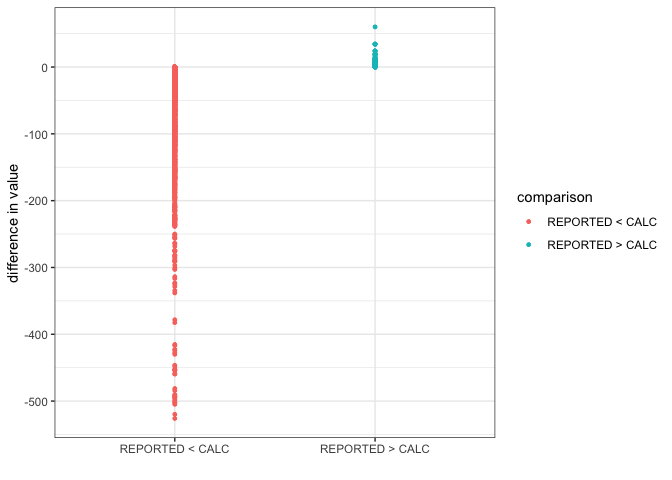 0
-100
-200
-300
-400
-500
difference in value
REPORTED < CALC
REPORTED > CALC
comparison
REPORTED < CALC
REPORTED > CALC